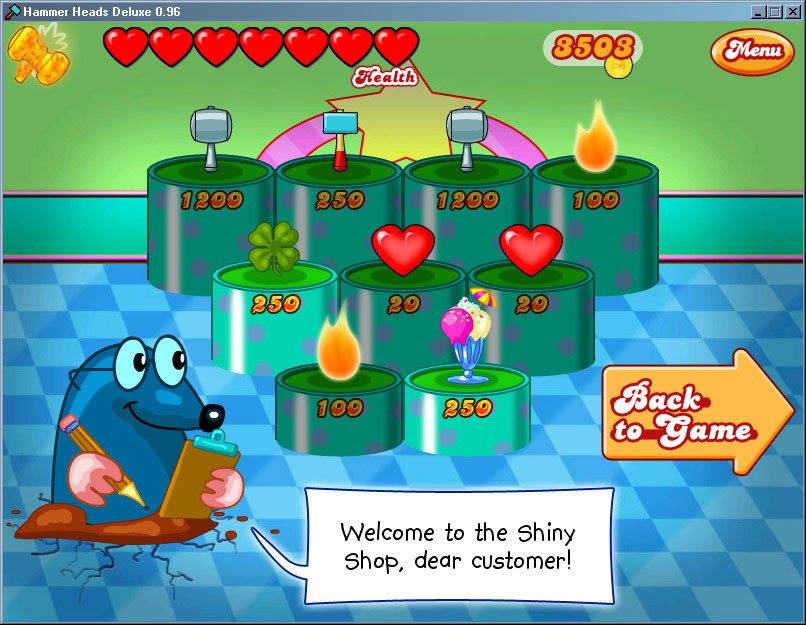 Hammer Heads Deluxe 0.96
8503
Menu
Health
1200
250
1200
100
250
20
20
100
250
Back
to Game
Welcome to the Shiny
Shop, dear customer!